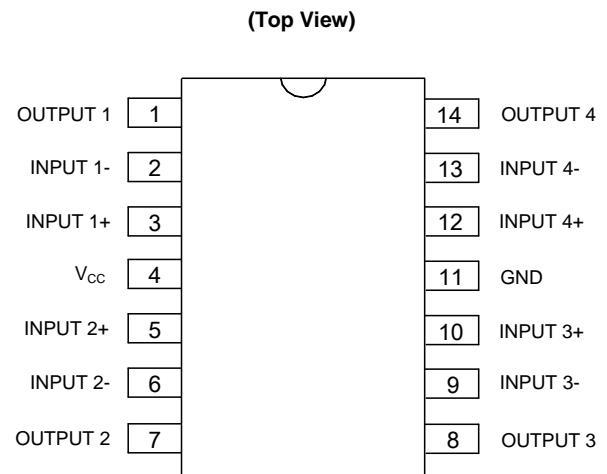 (Top View)
OUTPUT 1 1 14 OUTPUT 4
INPUT 1- 2 13 INPUT 4-
INPUT 1+ 3 12 INPUT 4+
VCC 4 11 GND
INPUT 2+ 5 10 INPUT 3+
INPUT 2- 6 9 INPUT 3-
OUTPUT 2 7 8 OUTPUT 3